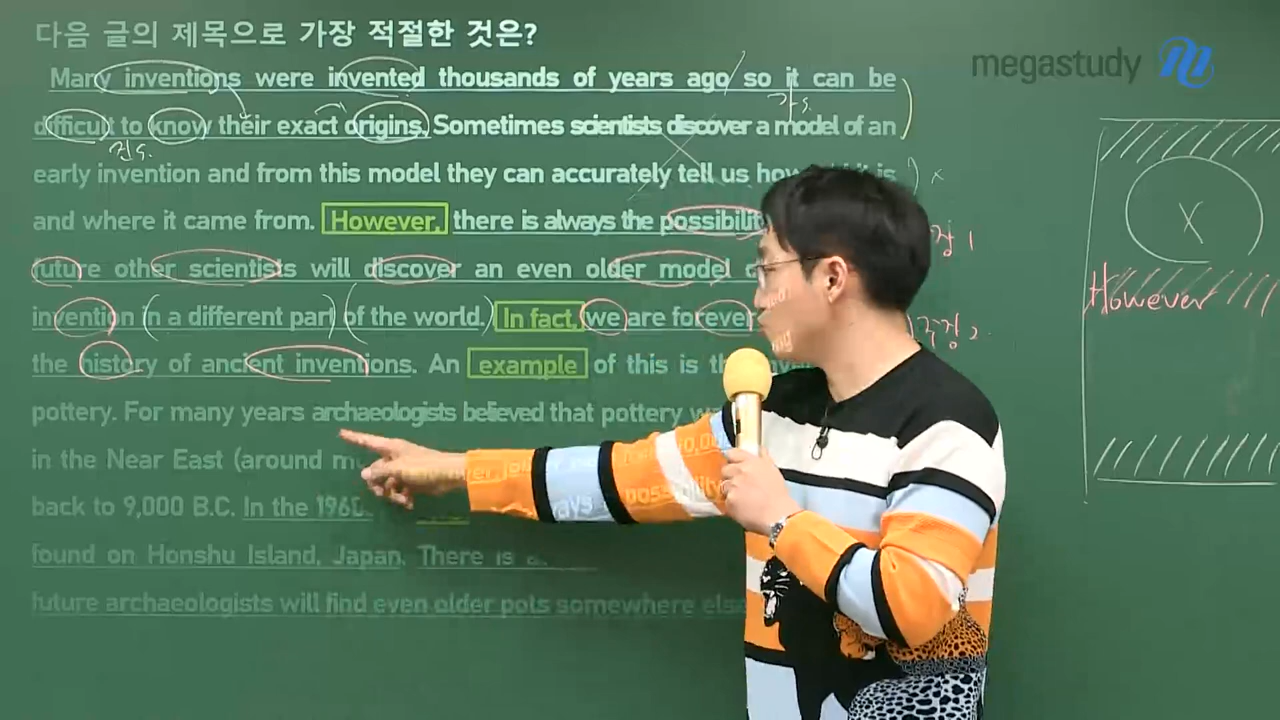 다음 글의 제목으로 가장 적절한 것은?
megastudy
Many inventions were invented thousands of years ago so it can be
difficult to know their exact origins. Sometimes scientists discover a model of an
early invention and from this model they can accurately tell us how it is
and where it came from. However, there is always the possibilit
future other scientists will discover an even older model
invention in a different part of the world. In fact, we are forever
the history of ancient inventions. An example of this is
pottery. For many years archaeologists believed that pottery
in the Near East (around
back to 9,000 B.C. In the 196
found on Honshu Island, Japan. There is a
future archaeologists will find even older pots somewhere else
However